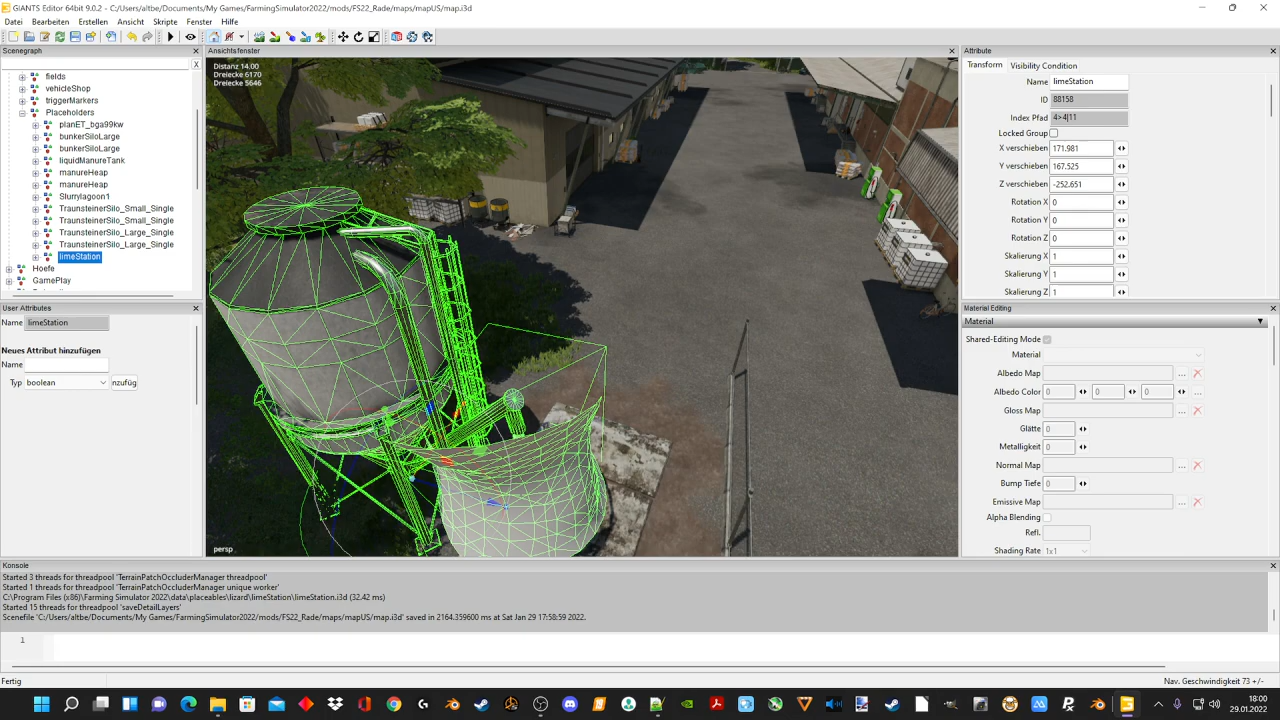 GIANTS Editor 64bit 9.0.2 - C:/Users/altbe/Documents/My Games/FarmingSimulator2022/mods/FS22_Rade/maps/mapUS/map.i3d
Datei Bearbeiten Erstellen Ansicht Skripte Fenster Hilfe
Scenegraph
fields
vehicleShop
triggerMarkers
Placeholders
planET_bga99kw
bunkerSiloLarge
bunkerSiloLarge
liquidManureTank
manureHeap
manureHeap
Slurrylagoon1
TraunsteinerSilo_Small_Single
TraunsteinerSilo_Small_Single
TraunsteinerSilo_Large_Single
TraunsteinerSilo_Large_Single
limeStation
Hoefe
GamePlay
User Attributes
Name limeStation
Neues Attribut hinzufügen
Name
Typ boolean nzufüg
Ansichtsfenster
Distanz 14.00
Dreiecke 6170
Dreiecke 5646
persp
Attribute
Transform Visibility Condition
Name limeStation
ID 88158
Index Pfad 4>4|11
Locked Group
X verschieben 171.981
Y verschieben 167.525
Z verschieben -252.651
Rotation X 0
Rotation Y 0
Rotation Z 0
Skalierung X 1
Skalierung Y 1
Skalierung Z 1
Material Editing
Material
Shared-Editing Mode
Material
Albedo Map ...
Albedo Color 0 0 0 ...
Gloss Map ...
Glätte 0
Metalligkeit 0
Normal Map ...
Bump Tiefe 0
Emissive Map ...
Alpha Blending
Refl.
Shading Rate 1x1
Konsole
Started 3 threads for threadpool 'TerrainPatchOccluderManager threadpool'
Started 1 threads for threadpool 'TerrainPatchOccluderManager unique worker'
C:\Program Files (x86)\Farming Simulator 2022\data\placeables\lizard\limeStation\limeStation.i3d (32.42 ms)
Started 15 threads for threadpool 'saveDetailLayers'
Scenefile 'C:/Users/altbe/Documents/My Games/FarmingSimulator2022/mods/FS22_Rade/maps/mapUS/map.i3d' saved in 2164.359600 ms at Sat Jan 29 17:58:59 2022.
1
Fertig
Nav. Geschwindigkeit 73 +/-
18:00
29.01.2022